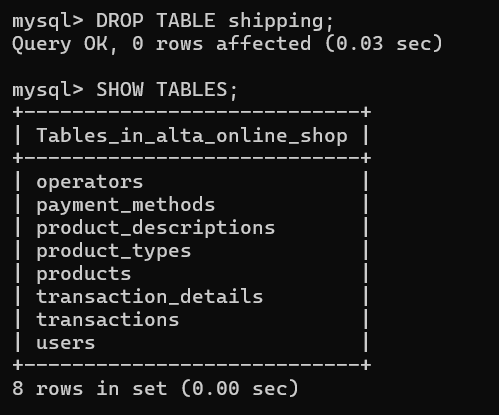 mysql> DROP TABLE shipping;
Query OK, 0 rows affected (0.03 sec)

mysql> SHOW TABLES;
+----------------------------+
| Tables_in_alta_online_shop |
+----------------------------+
| operators                  |
| payment_methods            |
| product_descriptions       |
| product_types              |
| products                   |
| transaction_details        |
| transactions               |
| users                      |
+----------------------------+
8 rows in set (0.00 sec)